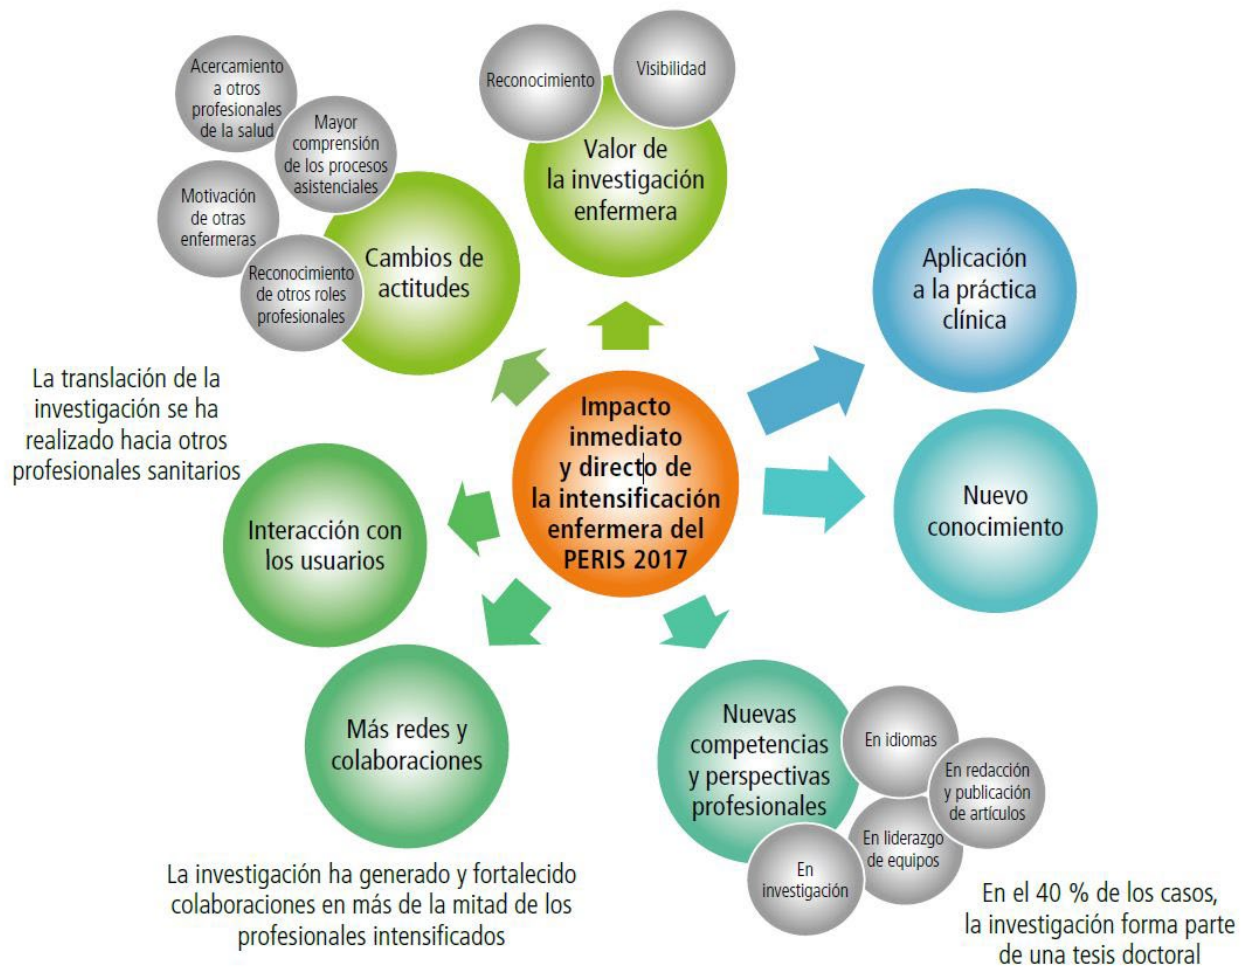 Acercamiento
a otros
profesionales
de la salud
Mayor
comprensión
de los procesos
asistenciales
Motivación
de otras
enfermeras
Reconocimiento
de otros roles
profesionales
Cambios de
actitudes
Reconocimiento
Visibilidad
Valor de
la investigación
enfermera
Aplicación
a la práctica
clínica
La translación de la
investigación se ha
realizado hacia otros
profesionales sanitarios
Impacto
inmediato
y directo de
la intensificación
enfermera del
PERIS 2017
Nuevo
conocimiento
Interacción con
los usuarios
Más redes y
colaboraciones
Nuevas
competencias
y perspectivas
profesionales
En idiomas
En redacción
y publicación
de artículos
En liderazgo
de equipos
En
investigación
La investigación ha generado y fortalecido
colaboraciones en más de la mitad de los
profesionales intensificados
En el 40 % de los casos,
la investigación forma parte
de una tesis doctoral